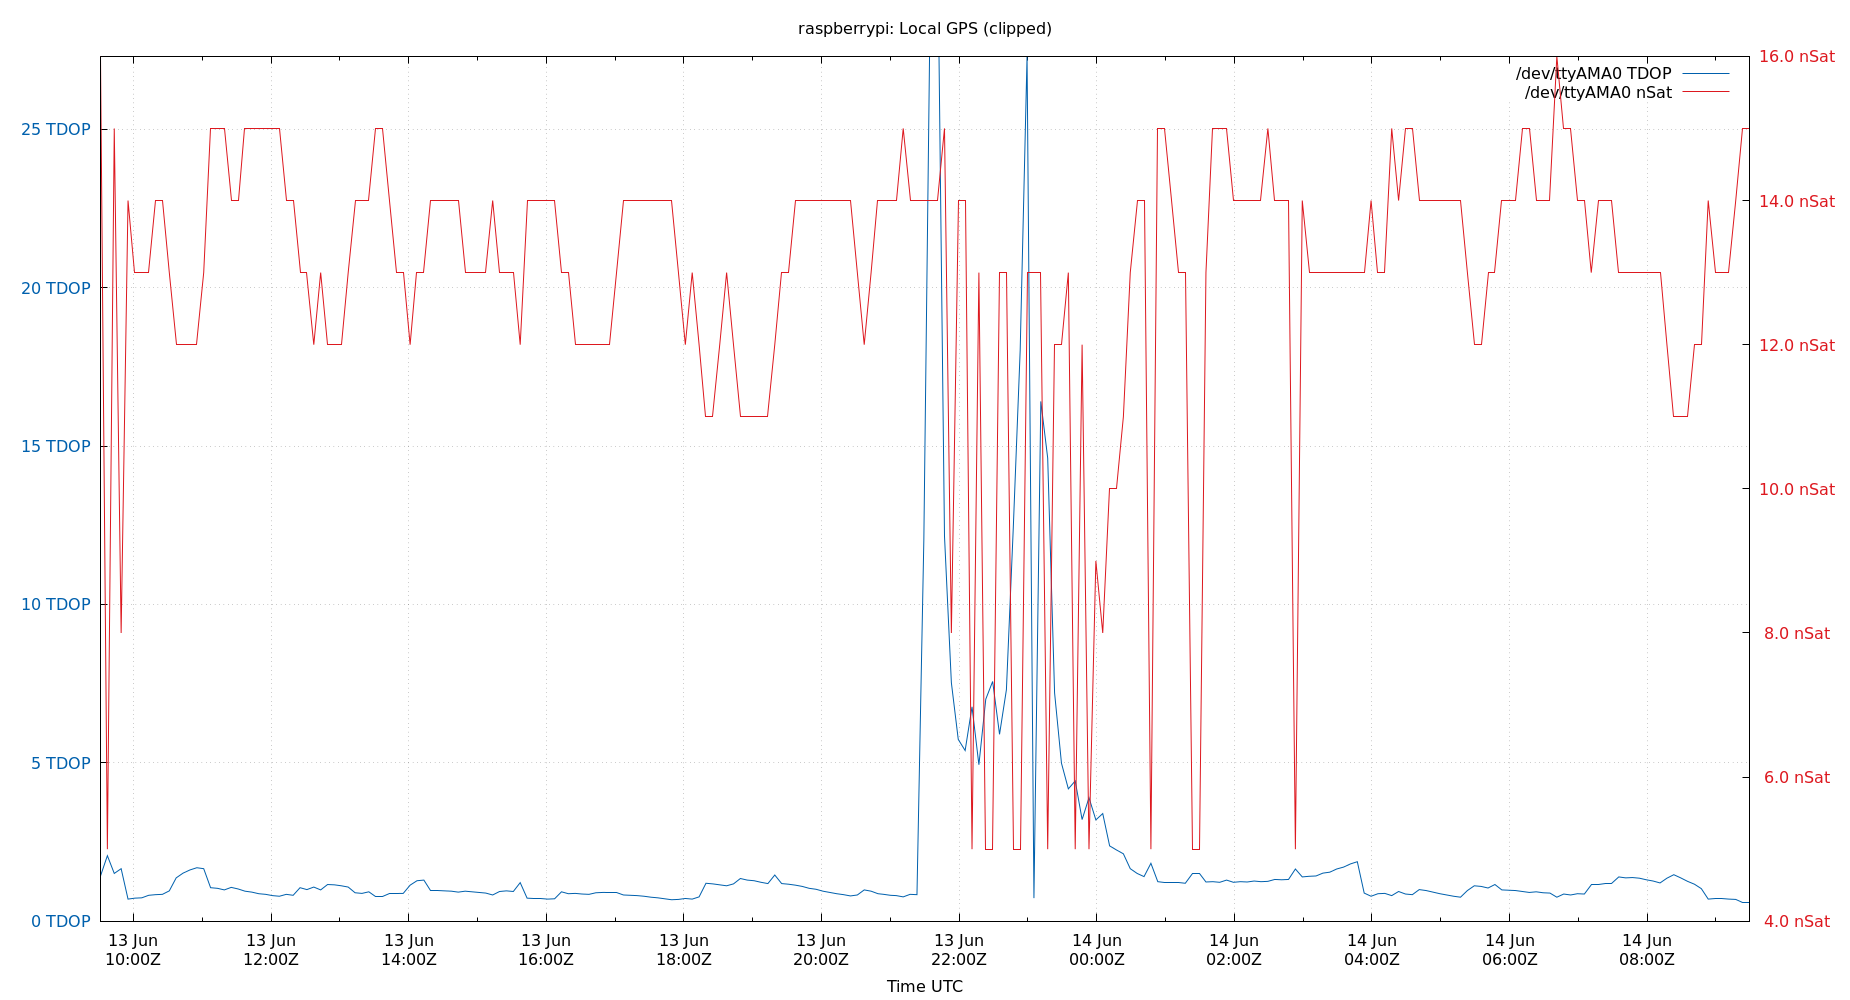 raspberrypi: Local GPS (clipped)
16.0 nSat
/dev/ttyAMA0 TDOP
/dev/ttyAMA0 nSat
25 TDOP
14.0 nSat
20 TDOP
12.0 nSat
15 TDOP
10.0 nSat
10 TDOP
8.0 nSat
5 TDOP
6.0 nSat
0 TDOP
4.0 nSat
13 Jun 13 Jun 13 Jun 13 Jun 13 Jun 13 Jun 13 Jun 14 Jun 14 Jun 14 Jun 14 Jun 14 Jun
10:00Z 12:00Z 14:00Z 16:00Z 18:00Z 20:00Z 22:00Z 00:00Z 02:00Z 04:00Z 06:00Z 08:00Z
Time UTC